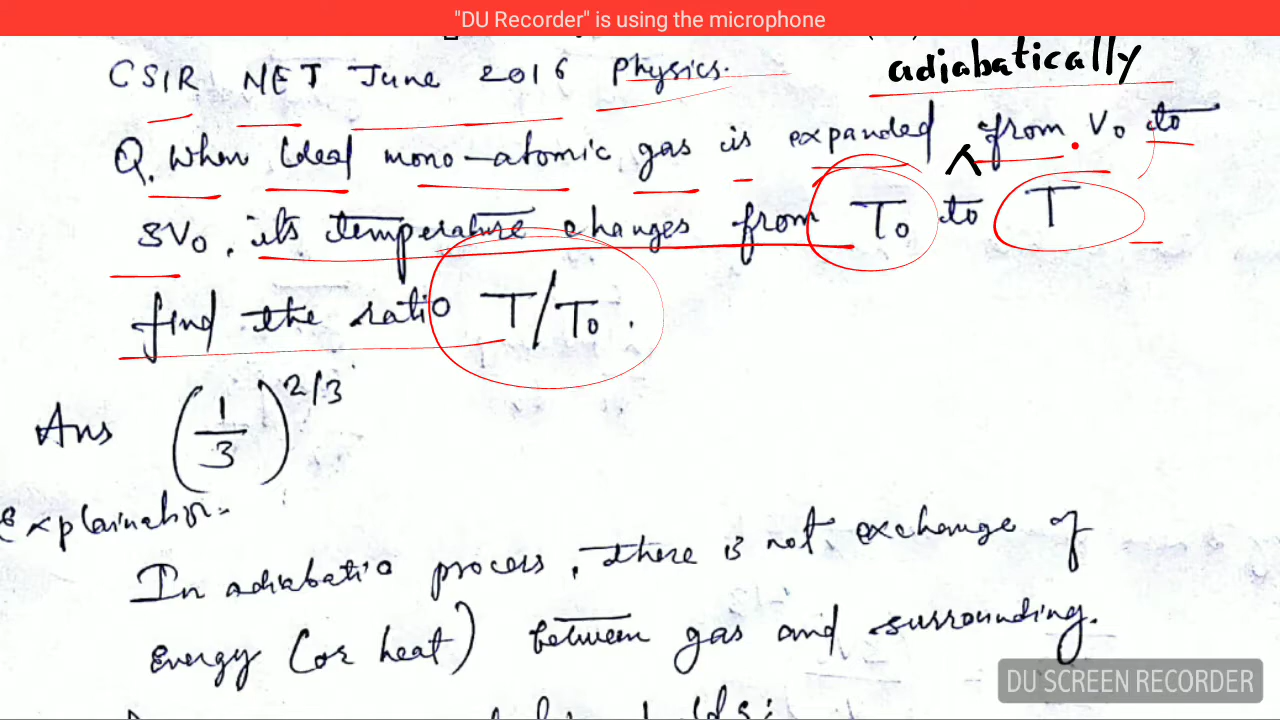 "DU Recorder" is using the microphone
CSIR NET June 2016 Physics.
adiabatically
Q. When Ideal mono-atomic gas is expanded ^ from V₀ to
3V₀, its temperature changes from T₀ to T
find the ratio T/T₀.
Ans (1/3)^2/3
Explaination.
In adiabatic process, there is not exchange of
Energy (or heat) between gas and surrounding.
DU SCREEN RECORDER